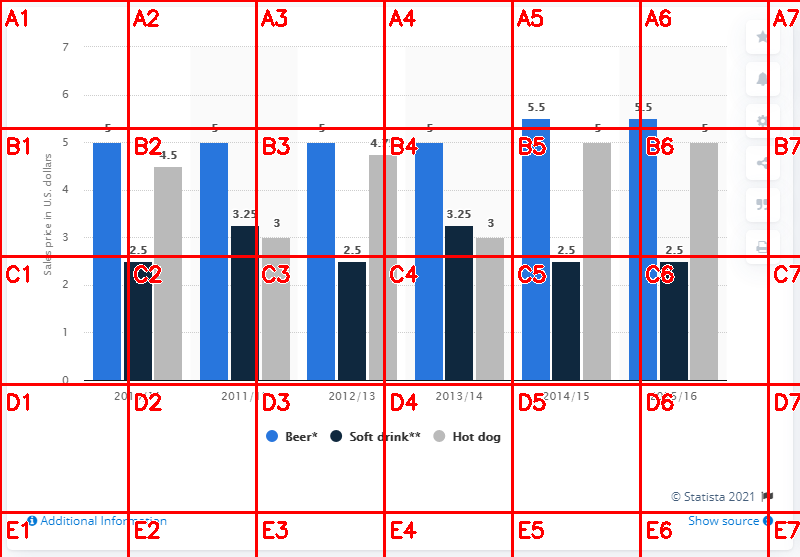 7
6
5
4
3
2
1
0
Sales price in U.S. dollars
5
2.5
4.5
5
3.25
3
5
2.5
5
3.25
3
5.5
2.5
5
5.5
2.5
5
2012/13
2013/14
2014/15
Beer*
Soft drink**
Hot dog
© Statista 2021
Additional Information
Show source
A1 A2 A3 A4 A5 A6 A7
B1 B2 B3 B4 B5 B6 B7
C1 C2 C3 C4 C5 C6 C7
D1 D2 D3 D4 D5 D6 D7
E1 E2 E3 E4 E5 E6 E7